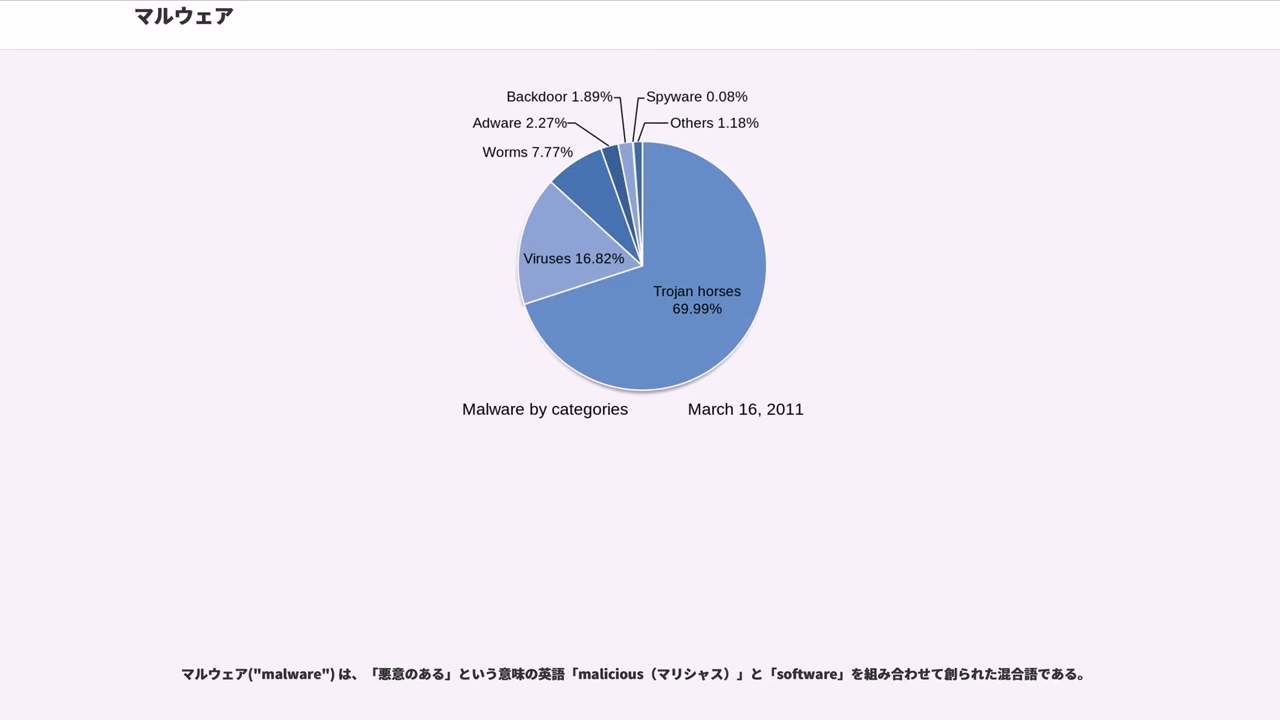 マルウェア
Backdoor 1.89%
Spyware 0.08%
Adware 2.27%
Others 1.18%
Worms 7.77%
Viruses 16.82%
Trojan horses
69.99%
Malware by categories
March 16, 2011
マルウェア("malware") は、「悪意のある」という意味の英語「malicious（マリシャス）」と「software」を組み合わせて創られた混合語である。